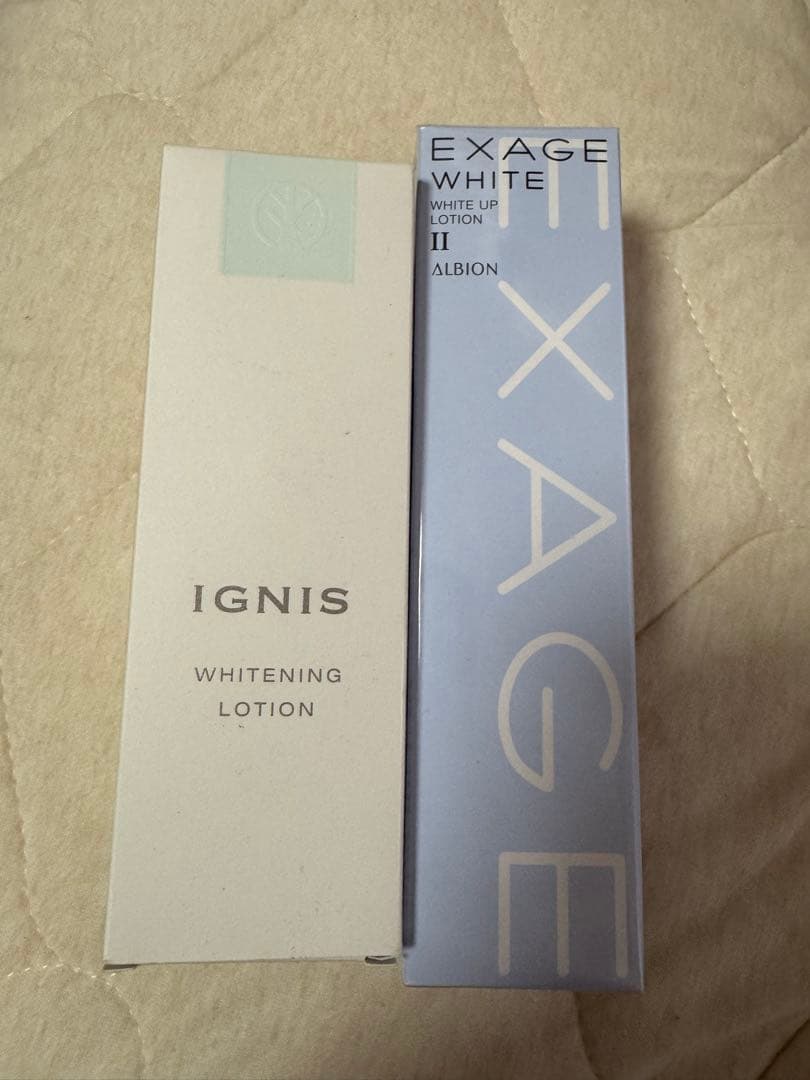 IGNIS
WHITENING
LOTION
EXAGE
WHITE
WHITE UP
LOTION
II
ALBION
EXAGE